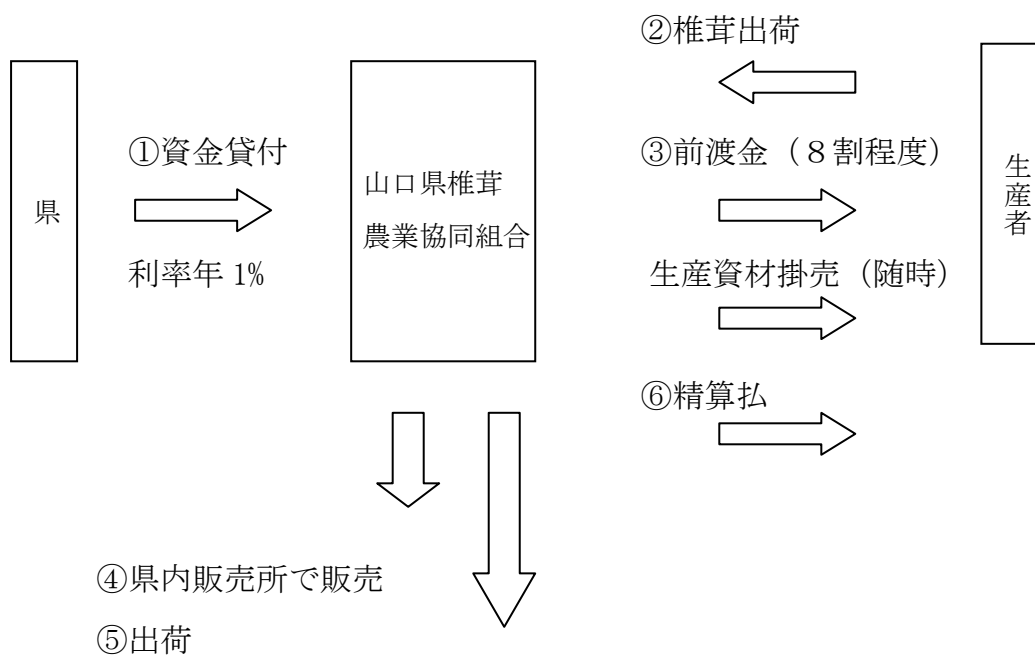 県
①資金貸付
利率年 1%
山口県椎茸
農業協同組合
②椎茸出荷
③前渡金（８割程度）
生産資材掛売（随時）
⑥精算払
生産者
④県内販売所で販売
⑤出荷